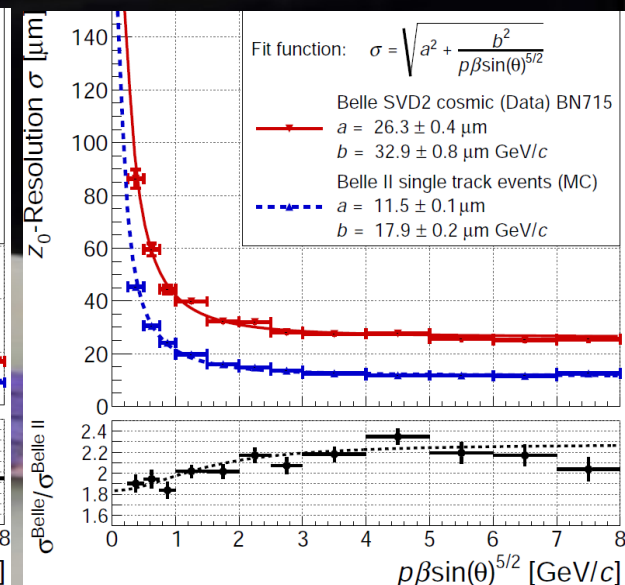 Z₀-Resolution σ [μm]
140
120
100
80
60
40
20
0
Fit function: σ = √(a² + b²/(pβsin(θ)^5/2))
Belle SVD2 cosmic (Data) BN715
a = 26.3 ± 0.4 μm
b = 32.9 ± 0.8 μm GeV/c
Belle II single track events (MC)
a = 11.5 ± 0.1 μm
b = 17.9 ± 0.2 μm GeV/c
σ^Belle/σ^Belle II
2.4
2.2
2
1.8
1.6
8
0 1 2 3 4 5 6 7 8
]
pβsin(θ)^5/2 [GeV/c]